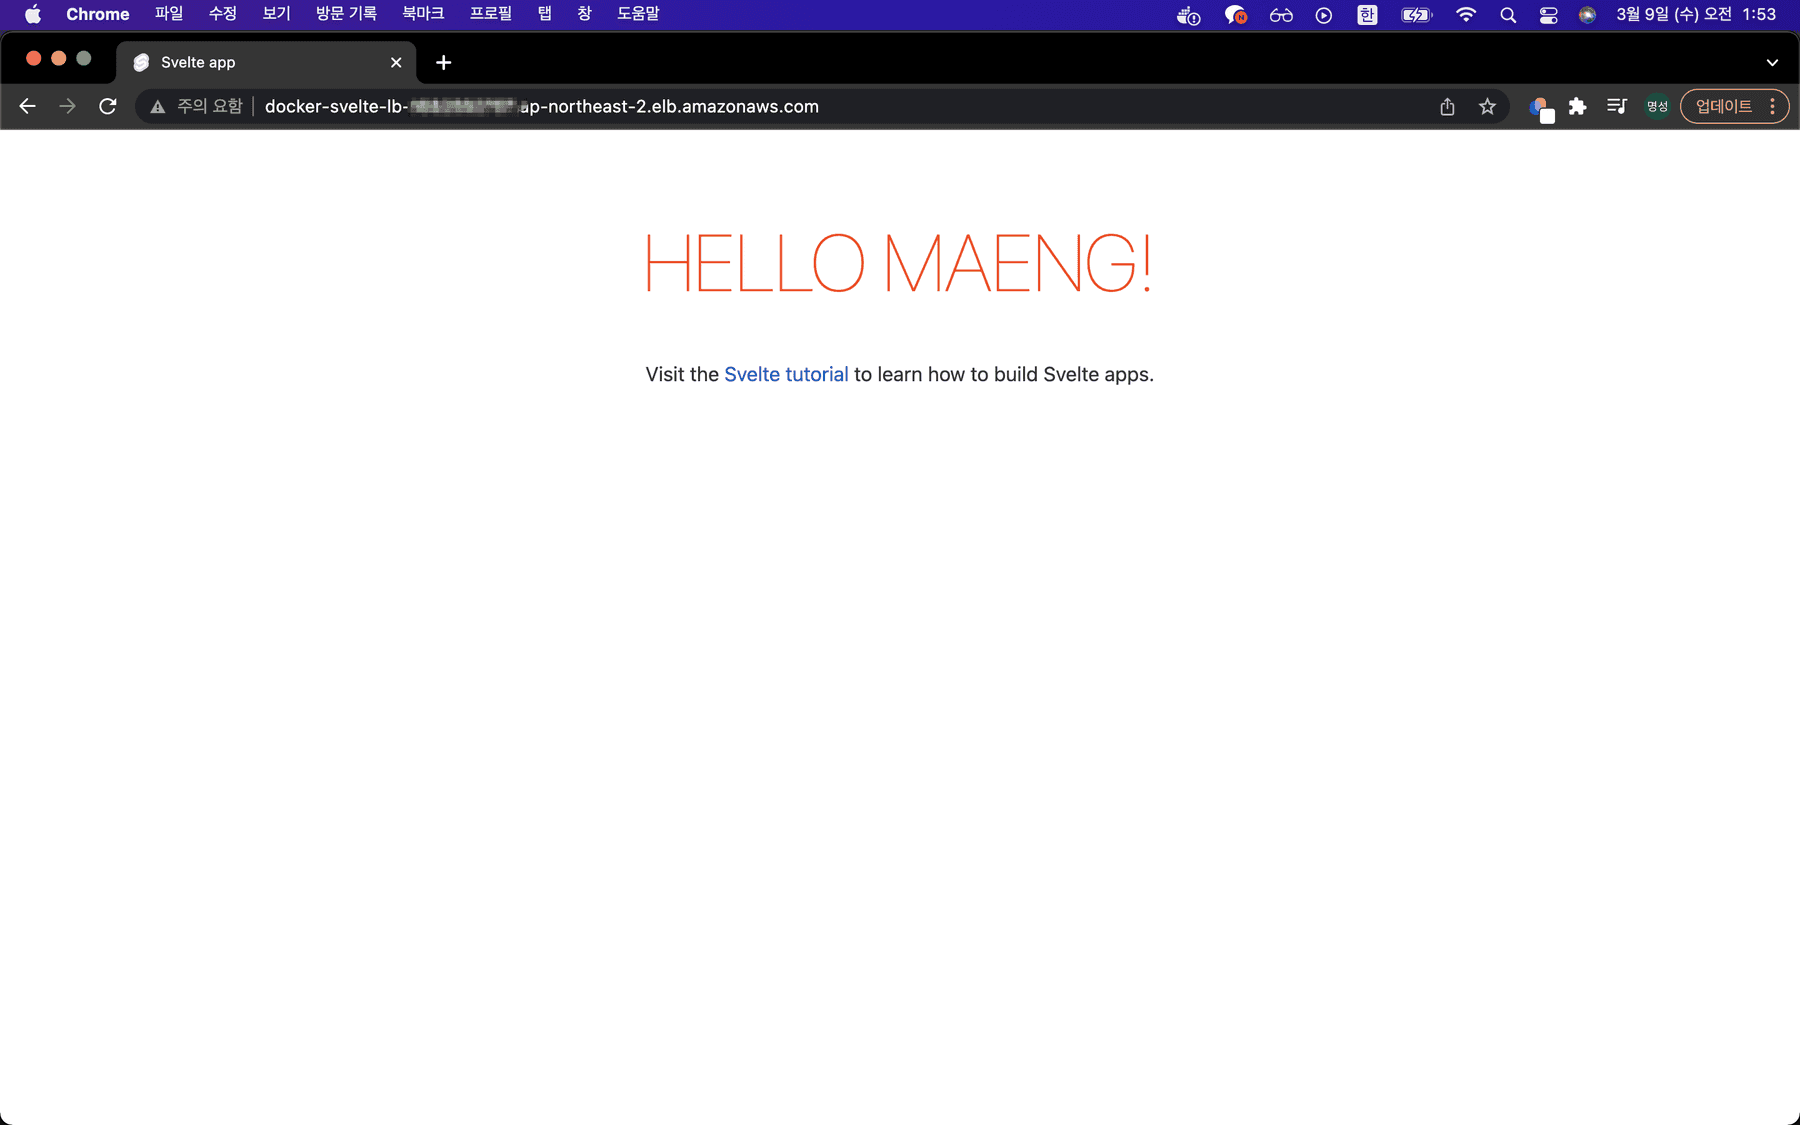 Chrome 파일 수정 보기 방문 기록 북마크 프로필 탭 창 도움말 한 3월 9일 (수) 오전 1:53
Svelte app
주의 요함 docker-svelte-lb- ap-northeast-2.elb.amazonaws.com 명성 업데이트
HELLO MAENG!
Visit the Svelte tutorial to learn how to build Svelte apps.